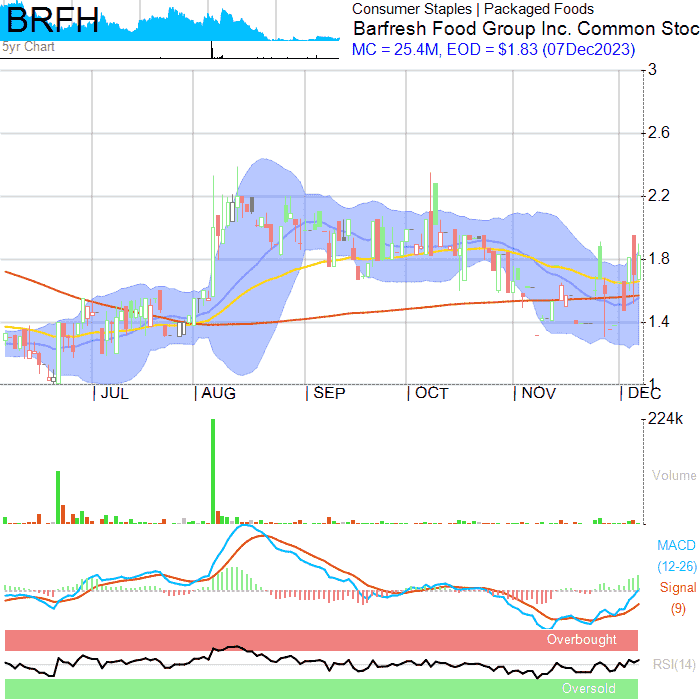 BRFH
Consumer Staples | Packaged Foods
Barfresh Food Group Inc. Common Stoc
MC = 25.4M, EOD = $1.83 (07Dec2023)
5yr Chart
3
2.6
2.2
1.8
1.4
1
JUL
AUG
SEP
OCT
NOV
DEC
224k
Volume
MACD
(12-26)
Signal
(9)
Overbought
RSI(14)
Oversold